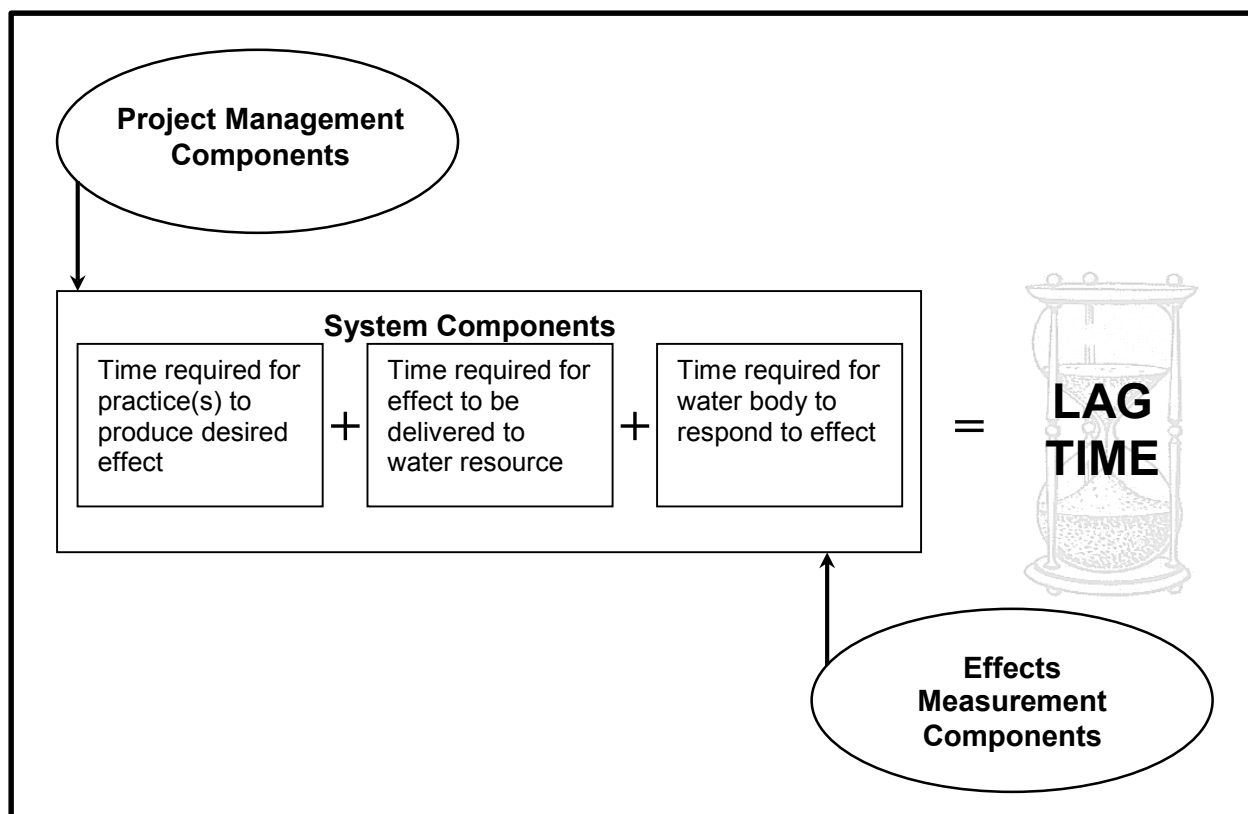 Project Management
Components
System Components
Time required for
practice(s) to
produce desired
effect
+
Time required for
effect to be
delivered to
water resource
+
Time required for
water body to
respond to effect
=
LAG
TIME
Effects
Measurement
Components